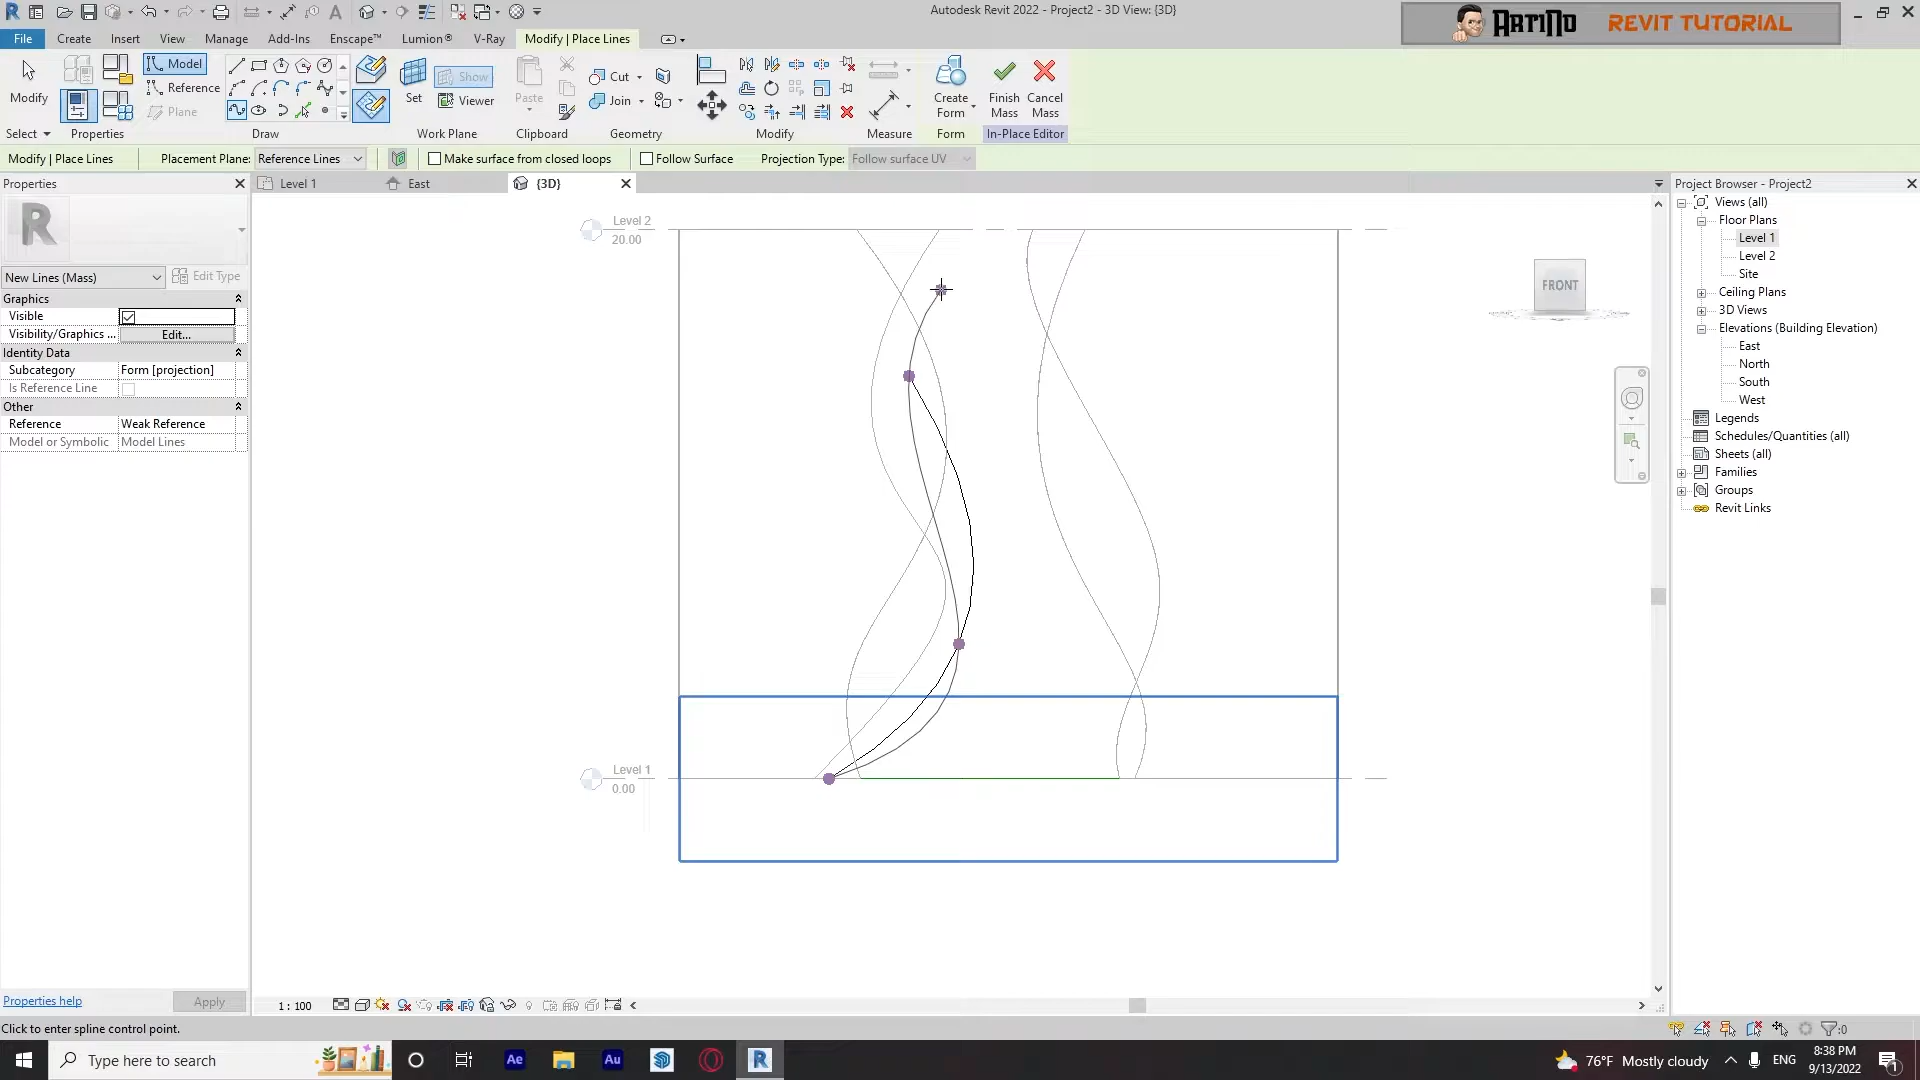 Autodesk Revit 2022 - Project2 - 3D View: {3D}
ARTINO REVIT TUTORIAL
File Create Insert View Manage Add-Ins Enscape™ Lumion® V-Ray Modify | Place Lines
Modify
Model
Reference
Plane
Set
Show
Viewer
Paste
Cut
Join
Create Form
Finish Mass
Cancel Mass
Select Properties Draw Work Plane Clipboard Geometry Modify Measure Form In-Place Editor
Modify | Place Lines Placement Plane: Reference Lines Make surface from closed loops Follow Surface Projection Type: Follow surface UV
Properties
Level 1 East {3D}
New Lines (Mass) Edit Type
Graphics
Visible
Visibility/Graphics ... Edit...
Identity Data
Subcategory Form [projection]
Is Reference Line
Other
Reference Weak Reference
Model or Symbolic Model Lines
Properties help Apply
Level 2
20.00
Level 1
0.00
FRONT
Project Browser - Project2
Views (all)
Floor Plans
Level 1
Level 2
Site
Ceiling Plans
3D Views
Elevations (Building Elevation)
East
North
South
West
Legends
Schedules/Quantities (all)
Sheets (all)
Families
Groups
Revit Links
1 : 100
Click to enter spline control point.
:0
Type here to search
Ae
Au
R
76°F Mostly cloudy
ENG
8:38 PM
9/13/2022
1